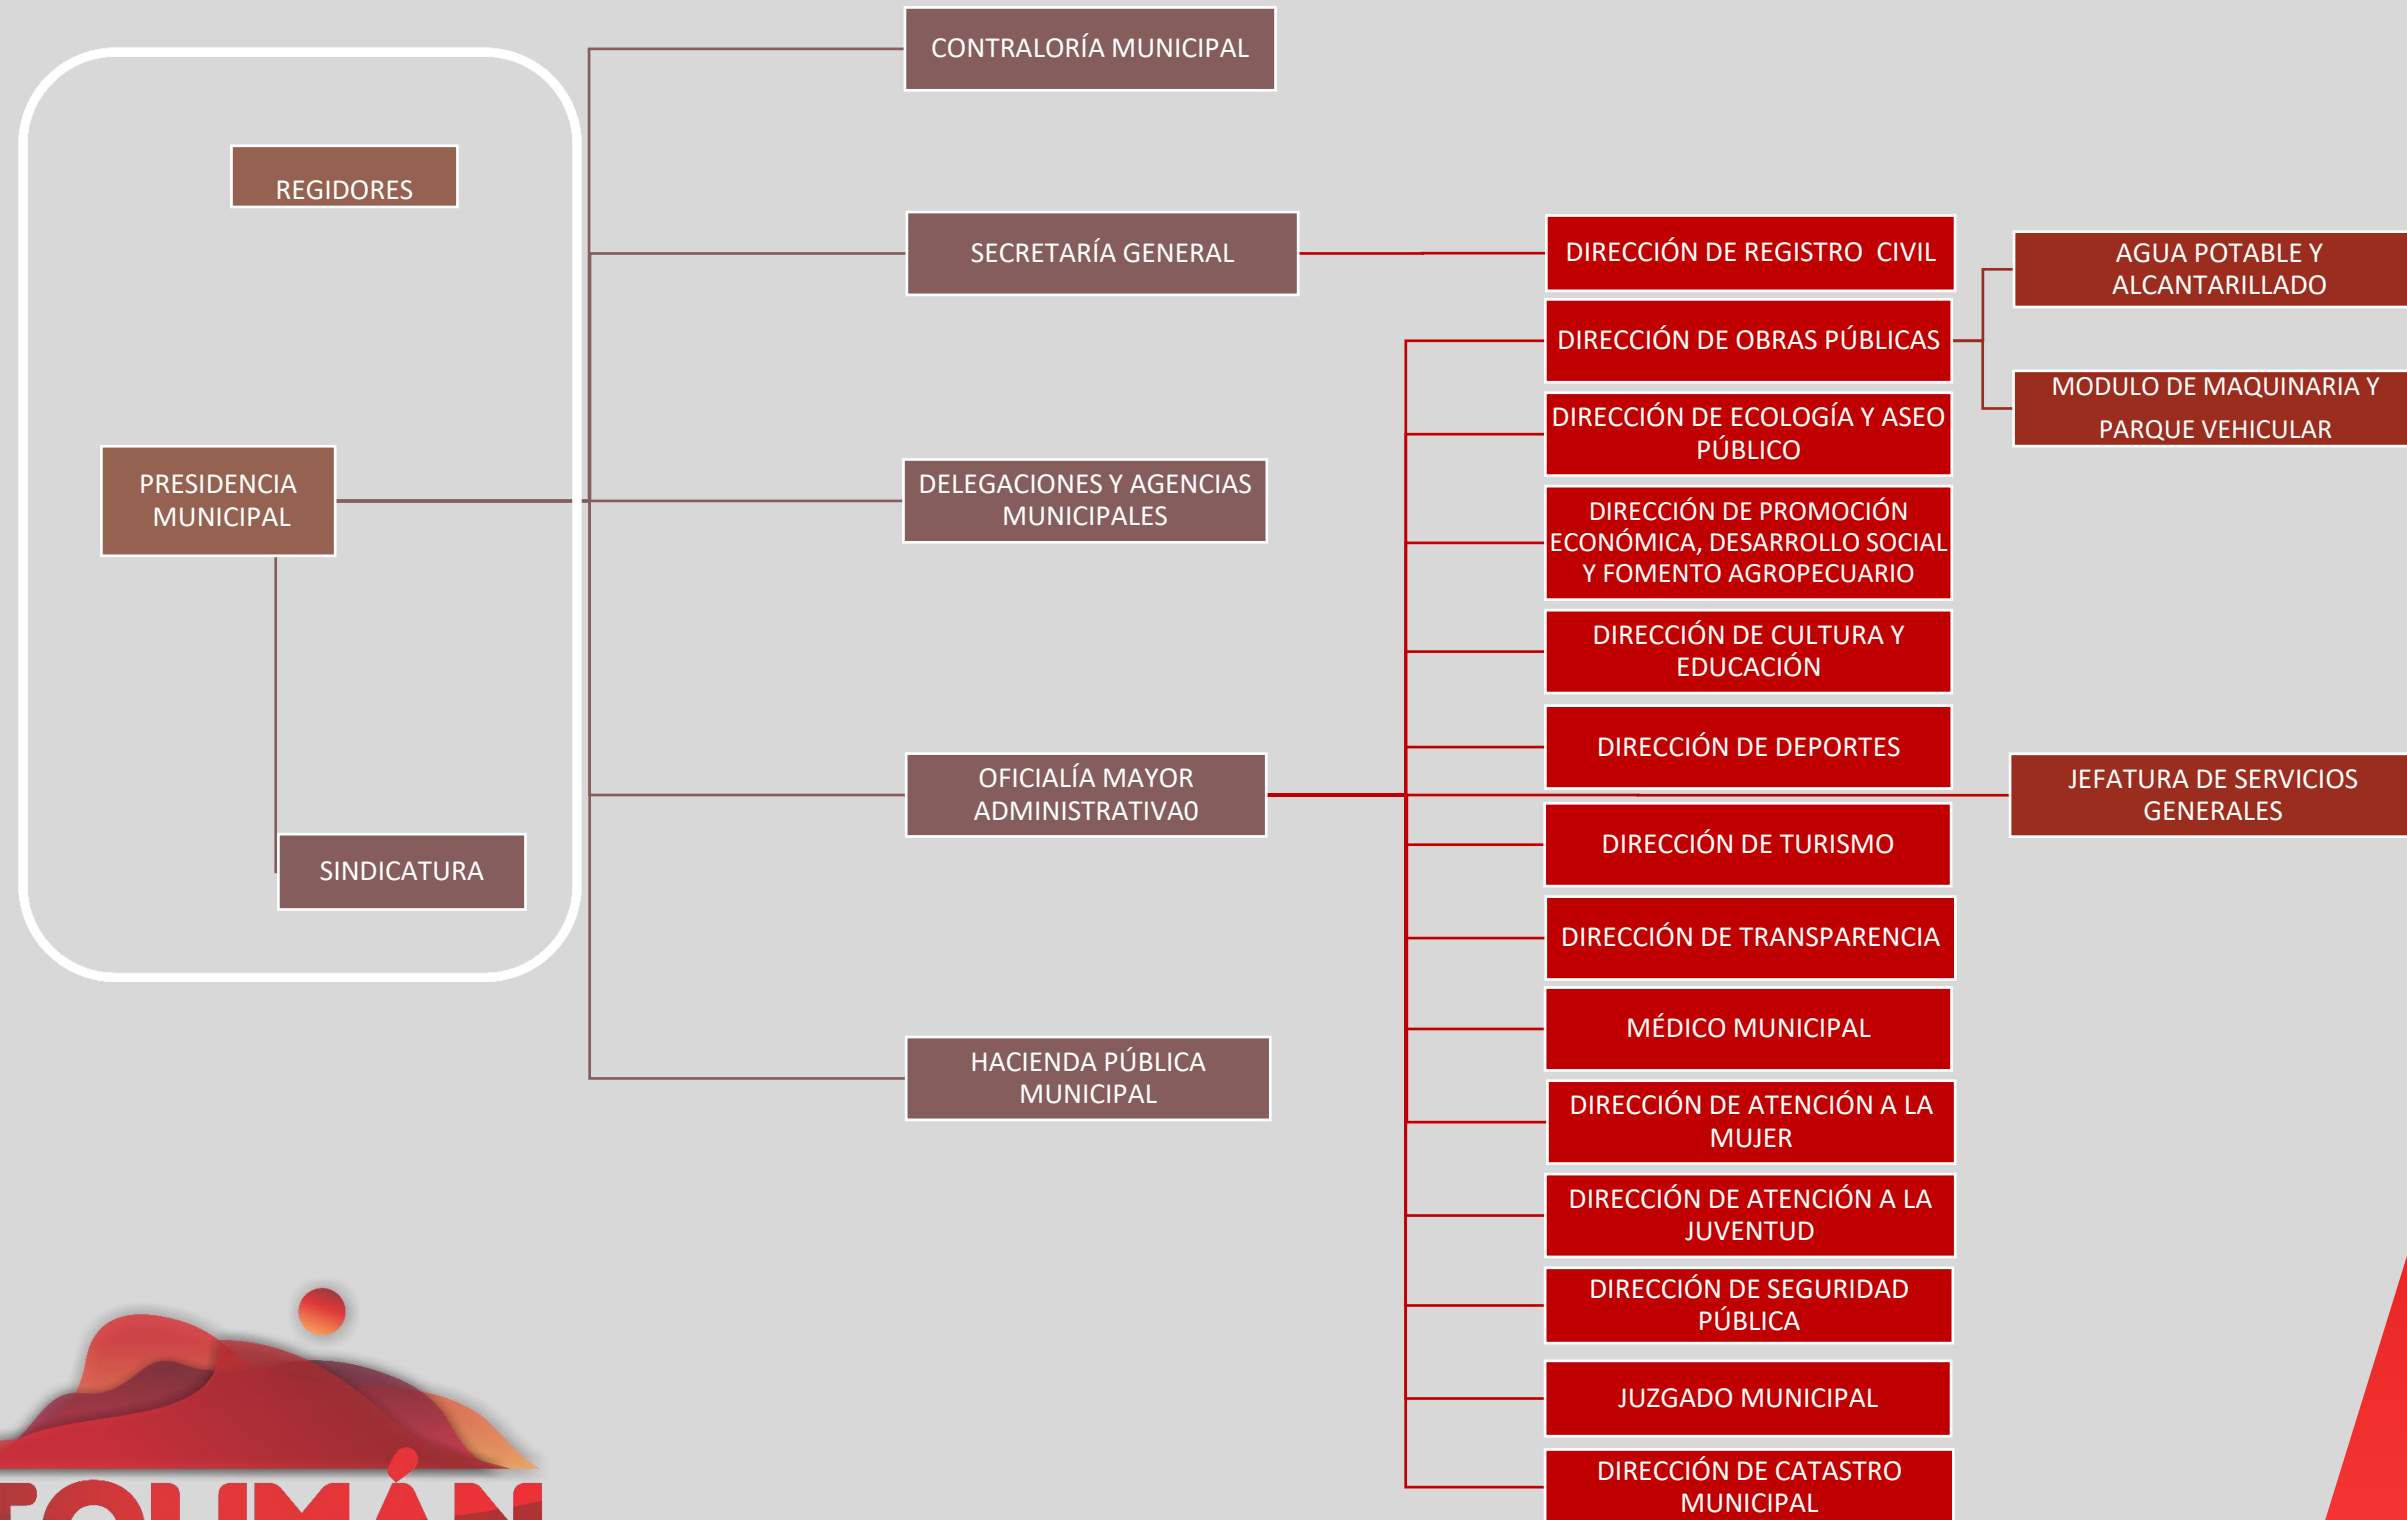 CONTRALORÍA MUNICIPAL
REGIDORES
SECRETARÍA GENERAL
DIRECCIÓN DE REGISTRO CIVIL
AGUA POTABLE Y
ALCANTARILLADO
DIRECCIÓN DE OBRAS PÚBLICAS
MODULO DE MAQUINARIA Y
PARQUE VEHICULAR
DIRECCIÓN DE ECOLOGÍA Y ASEO
PÚBLICO
PRESIDENCIA
MUNICIPAL
DELEGACIONES Y AGENCIAS
MUNICIPALES
DIRECCIÓN DE PROMOCIÓN
ECONÓMICA, DESARROLLO SOCIAL
Y FOMENTO AGROPECUARIO
DIRECCIÓN DE CULTURA Y
EDUCACIÓN
DIRECCIÓN DE DEPORTES
OFICIALÍA MAYOR
ADMINISTRATIVA0
JEFATURA DE SERVICIOS
GENERALES
SINDICATURA
DIRECCIÓN DE TURISMO
DIRECCIÓN DE TRANSPARENCIA
MÉDICO MUNICIPAL
HACIENDA PÚBLICA
MUNICIPAL
DIRECCIÓN DE ATENCIÓN A LA
MUJER
DIRECCIÓN DE ATENCIÓN A LA
JUVENTUD
DIRECCIÓN DE SEGURIDAD
PÚBLICA
JUZGADO MUNICIPAL
DIRECCIÓN DE CATASTRO
MUNICIPAL
TOLIMÁN